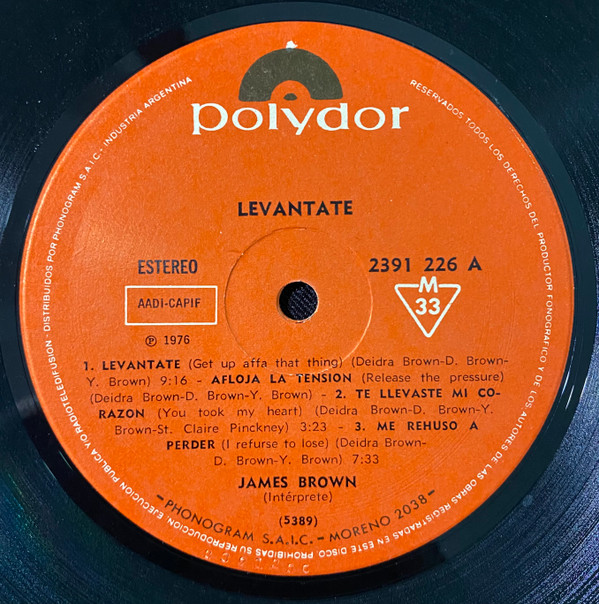 polydor
LEVANTATE
ESTEREO
2391 226 A
AADI-CAPIF
M
33
℗ 1976
1. LEVANTATE (Get up affa that thing) (Deidra Brown-D. Brown-
Y. Brown) 9:16 - AFLOJA LA TENSION (Release the pressure)
(Deidra Brown-D. Brown-Y. Brown) - 2. TE LLEVASTE MI CO-
RAZON (You took my heart) (Deidra Brown-D. Brown-Y.
Brown-St. Claire Pinckney) 3:23 - 3. ME REHUSO A
PERDER (I refurse to lose) (Deidra Brown-
D. Brown-Y. Brown) 7:33
JAMES BROWN
(Intérprete)
(5389)
-PHONOGRAM S.A.I.C. - MORENO 2038-
RESERVADOS TODOS LOS DERECHOS DEL PRODUCTOR FONOGRAFICO Y DE LOS AUTORES DE LAS OBRAS REGISTRADAS EN ESTE DISCO. PROHIBIDAS SU REPRODUCCION, EJECUCION PUBLICA Y/O RADIOTELEDIFUSION - DISTRIBUIDOS POR PHONOGRAM S.A.I.C. - INDUSTRIA ARGENTINA